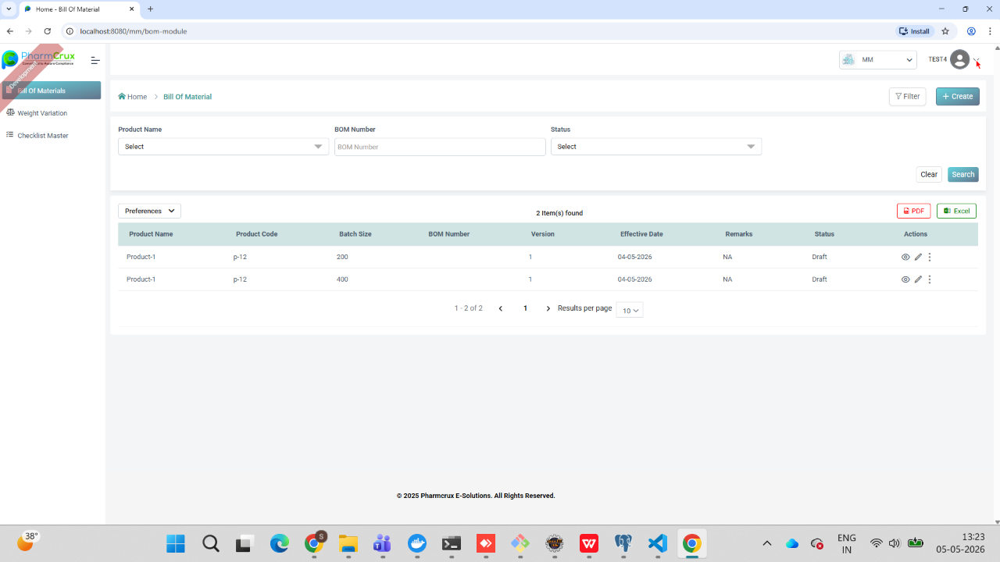 Home - Bill Of Material
localhost:8080/mm/bom-module
Install
PharmCrux
Development
MM
TEST4
Bill Of Materials
Weight Variation
Checklist Master
Home > Bill Of Material
Filter
+ Create
Product Name
BOM Number
Status
Select
BOM Number
Select
Clear
Search
Preferences
2 Item(s) found
PDF
Excel
Product Name Product Code Batch Size BOM Number Version Effective Date Remarks Status Actions
Product-1 p-12 200 1 04-05-2026 NA Draft
Product-1 p-12 400 1 04-05-2026 NA Draft
1 - 2 of 2 1 Results per page 10
© 2025 Pharmcrux E-Solutions. All Rights Reserved.
38°
S
ENG
IN
13:23
05-05-2026